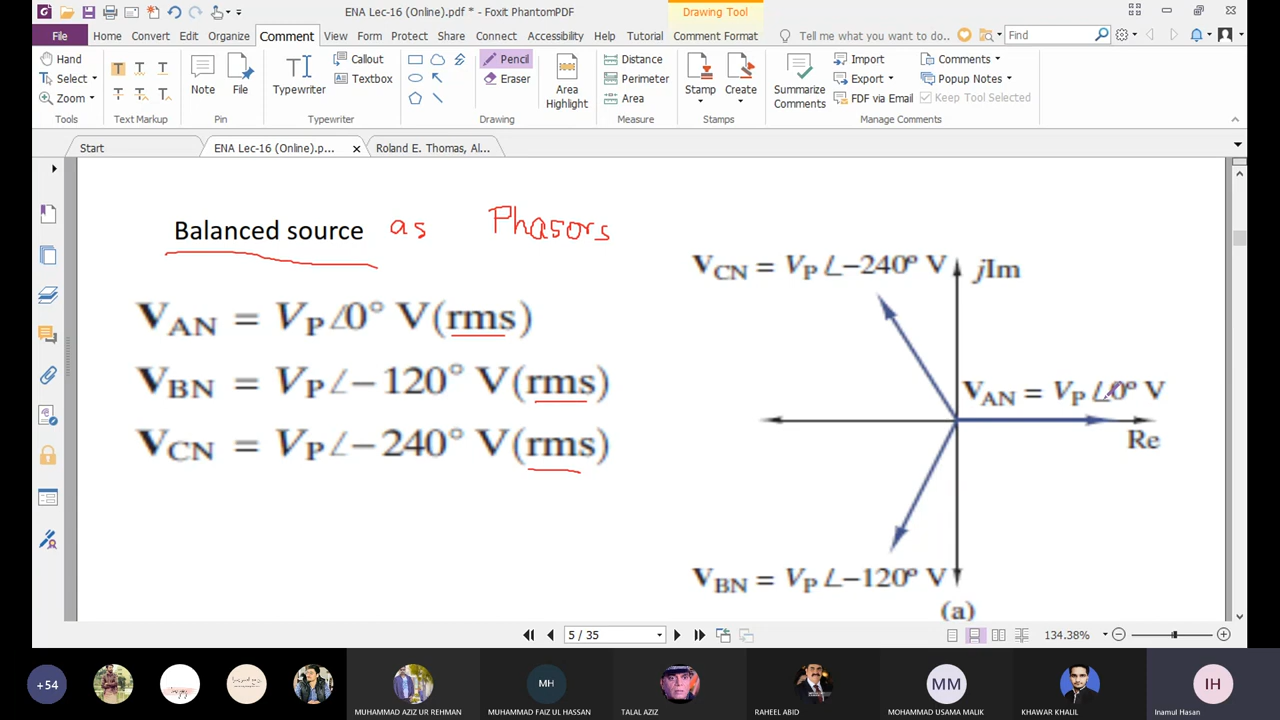 ENA Lec-16 (Online).pdf * - Foxit PhantomPDF
Drawing Tool
File Home Convert Edit Organize Comment View Form Protect Share Connect Accessibility Help Tutorial Comment Format Tell me what you want to do.. Find
Hand
Select
Zoom
Tools
Text Markup
Note
File
Pin
Typewriter
Callout
Textbox
Typewriter
Pencil
Eraser
Drawing
Area Highlight
Distance
Perimeter
Area
Measure
Stamp
Create
Stamps
Summarize Comments
Import
Export
FDF via Email
Comments
Popup Notes
Keep Tool Selected
Manage Comments
Start
ENA Lec-16 (Online).p...
Roland E. Thomas, Al...
Balanced source as Phasors
V_AN = V_P∠0° V(rms)
V_BN = V_P∠−120° V(rms)
V_CN = V_P∠−240° V(rms)
V_CN = V_P∠−240° V
jIm
V_AN = V_P∠0° V
Re
V_BN = V_P∠−120° V
(a)
5 / 35
134.38%
+54
MUHAMMAD AZIZ UR REHMAN
MH
MUHAMMAD FAIZ UL HASSAN
TALAL AZIZ
RAHEEL ABID
MM
MOHAMMAD USAMA MALIK
KHAWAR KHALIL
IH
Inamul Hasan